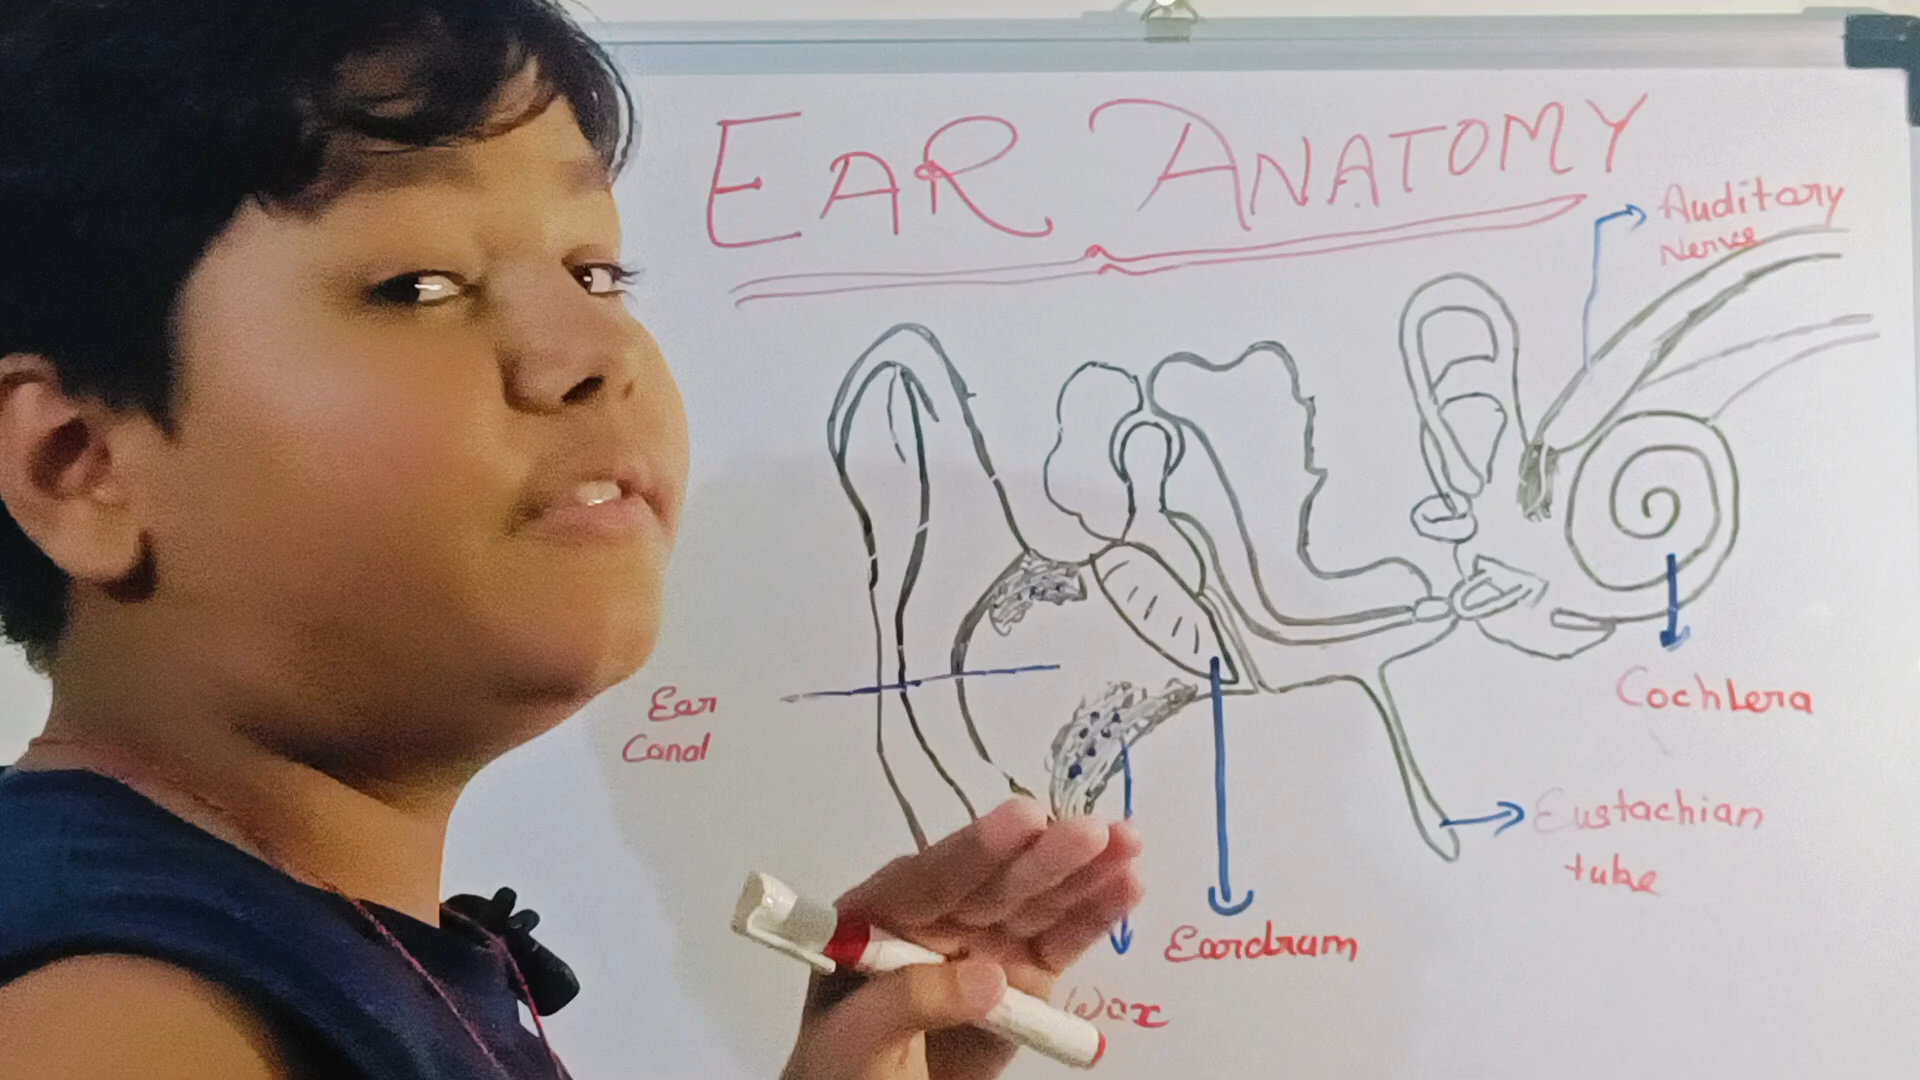 EAR ANATOMY
Auditory
Nerve
Ear
Canal
Cochlera
Eustachian
tube
Eardrum
Wax